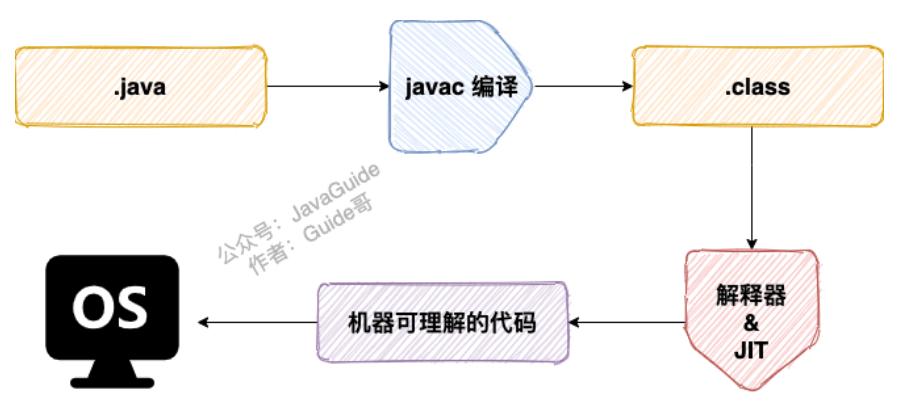 .java
javac 编译
.class
公众号：JavaGuide
作者：Guide哥
OS
机器可理解的代码
解释器
&
JIT